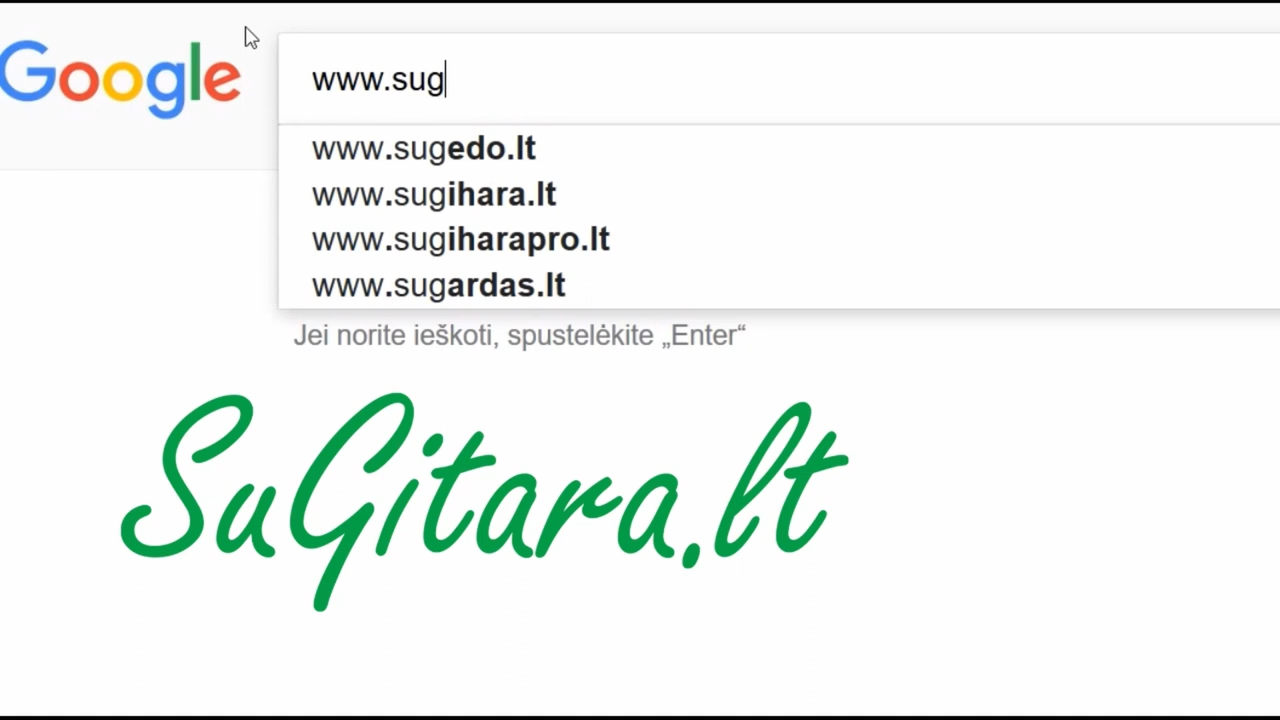 Google
www.sug
www.sugedo.lt
www.sugihara.lt
www.sugiharapro.lt
www.sugardas.lt
Jei norite ieškoti, spustelėkite „Enter“
SuGitara.lt